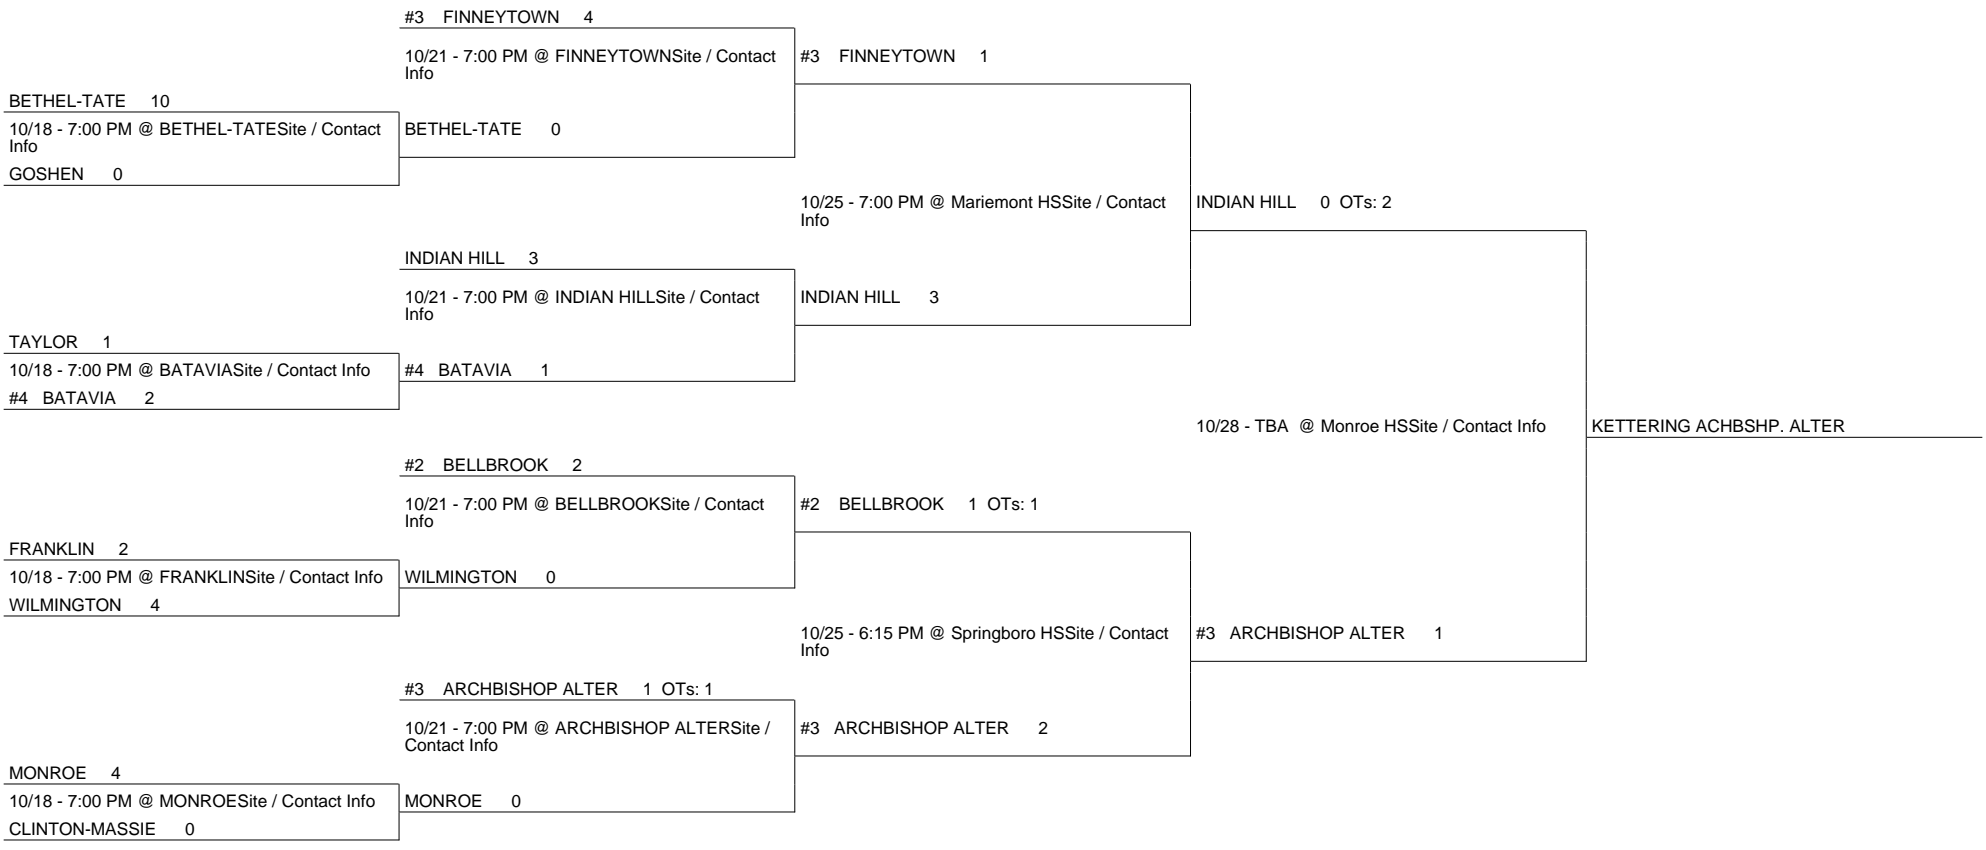 #3 FINNEYTOWN 4
10/21 - 7:00 PM @ FINNEYTOWNSite / Contact
Info
#3 FINNEYTOWN 1
BETHEL-TATE 10
10/18 - 7:00 PM @ BETHEL-TATESite / Contact
Info
BETHEL-TATE 0
GOSHEN 0
10/25 - 7:00 PM @ Mariemont HSSite / Contact
Info
INDIAN HILL 0 OTs: 2
INDIAN HILL 3
10/21 - 7:00 PM @ INDIAN HILLSite / Contact
Info
INDIAN HILL 3
TAYLOR 1
10/18 - 7:00 PM @ BATAVIASite / Contact Info
#4 BATAVIA 1
#4 BATAVIA 2
10/28 - TBA @ Monroe HSSite / Contact Info
KETTERING ACHBSHP. ALTER
#2 BELLBROOK 2
10/21 - 7:00 PM @ BELLBROOKSite / Contact
Info
#2 BELLBROOK 1 OTs: 1
FRANKLIN 2
10/18 - 7:00 PM @ FRANKLINSite / Contact Info
WILMINGTON 0
WILMINGTON 4
10/25 - 6:15 PM @ Springboro HSSite / Contact
Info
#3 ARCHBISHOP ALTER 1
#3 ARCHBISHOP ALTER 1 OTs: 1
10/21 - 7:00 PM @ ARCHBISHOP ALTERSite /
Contact Info
#3 ARCHBISHOP ALTER 2
MONROE 4
10/18 - 7:00 PM @ MONROESite / Contact Info
MONROE 0
CLINTON-MASSIE 0